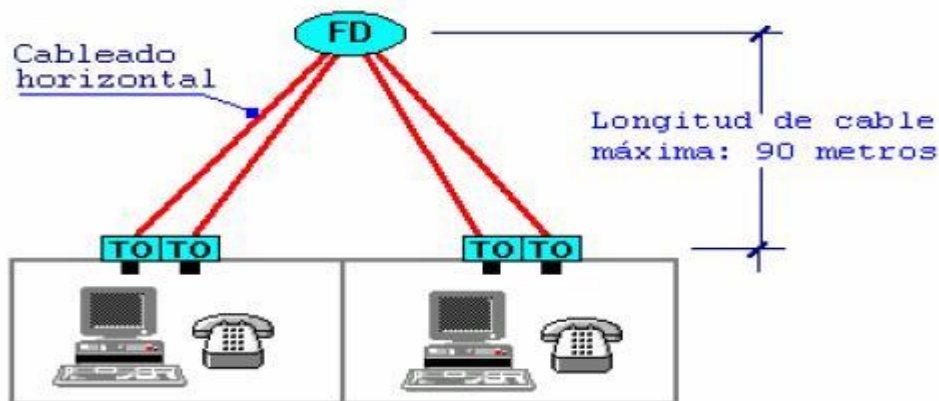 FD
Cableado
horizontal
Longitud de cable
máxima: 90 metros
TO TO
TO TO